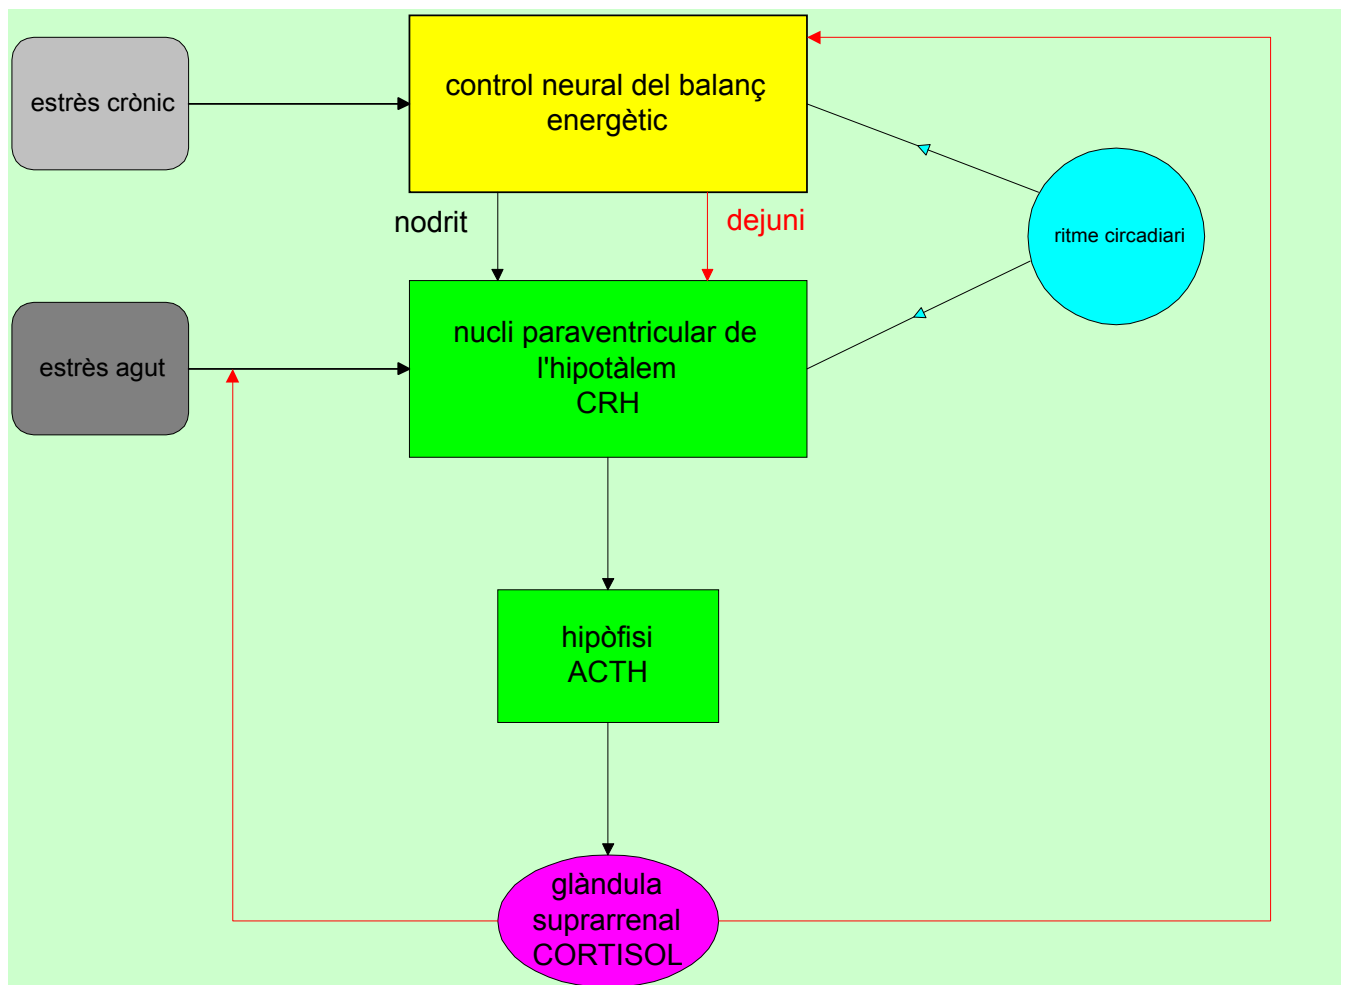 control neural del balanç
energètic
estrès crònic
nodrit
dejuni
ritme circadiari
nucli paraventricular de
l'hipotàlem
CRH
estrès agut
hipòfisi
ACTH
glàndula
suprarrenal
CORTISOL